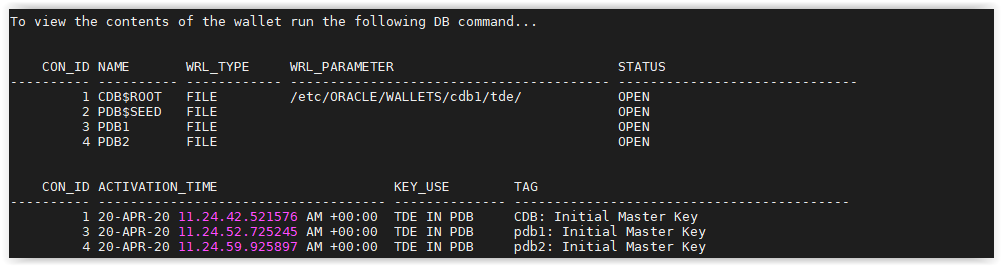 To view the contents of the wallet run the following DB command...
CON_ID NAME WRL_TYPE WRL_PARAMETER STATUS
---------- ---------- ------------ ---------------------------------------- ------------------------------
1 CDB$ROOT FILE /etc/ORACLE/WALLETS/cdb1/tde/ OPEN
2 PDB$SEED FILE OPEN
3 PDB1 FILE OPEN
4 PDB2 FILE OPEN
CON_ID ACTIVATION_TIME KEY_USE TAG
---------- ------------------------------------ -------------- ------------------------------------------
1 20-APR-20 11.24.42.521576 AM +00:00 TDE IN PDB CDB: Initial Master Key
3 20-APR-20 11.24.52.725245 AM +00:00 TDE IN PDB pdb1: Initial Master Key
4 20-APR-20 11.24.59.925897 AM +00:00 TDE IN PDB pdb2: Initial Master Key